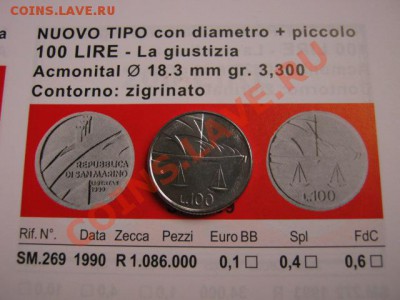 COINS.LAVE.RU
NUOVO TIPO con diametro + piccolo
100 LIRE - La giustizia
Acmonital Ø 18.3 mm gr. 3,300
Contorno: zigrinato
REPUBBLICA
DI SAN MARINO
1990
L.100
L.100
Rif. N° Data Zecca Pezzi Euro BB Spl FdC
SM.269 1990 R 1.086.000 0,1 □ 0,4 □ 0,6 □
COINS.LAVE.RU